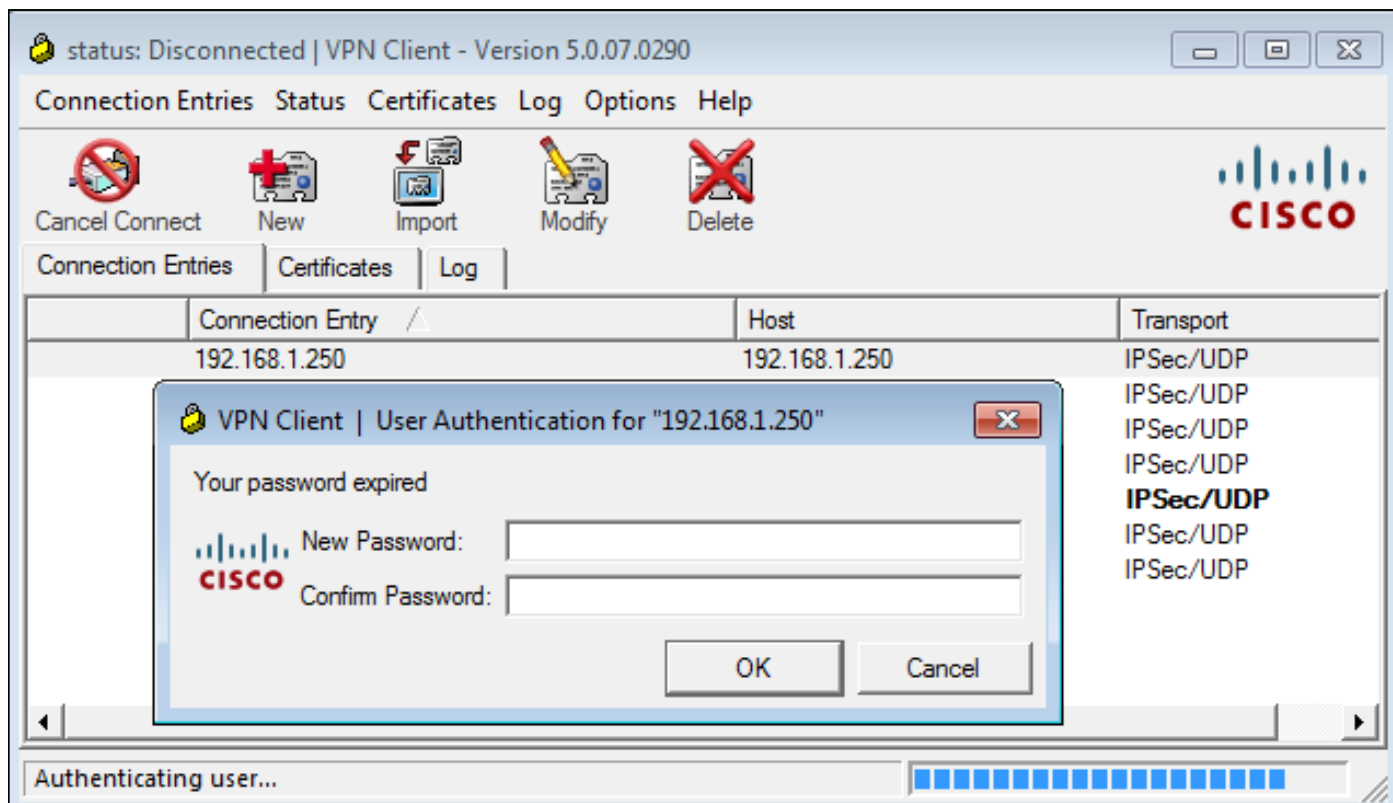 status: Disconnected | VPN Client - Version 5.0.07.0290
Connection Entries Status Certificates Log Options Help
Cancel Connect New Import Modify Delete
CISCO
Connection Entries Certificates Log
Connection Entry Host Transport
192.168.1.250 192.168.1.250 IPSec/UDP
IPSec/UDP
IPSec/UDP
IPSec/UDP
IPSec/UDP
IPSec/UDP
IPSec/UDP
VPN Client | User Authentication for "192.168.1.250"
Your password expired
CISCO
New Password:
Confirm Password:
OK Cancel
Authenticating user...